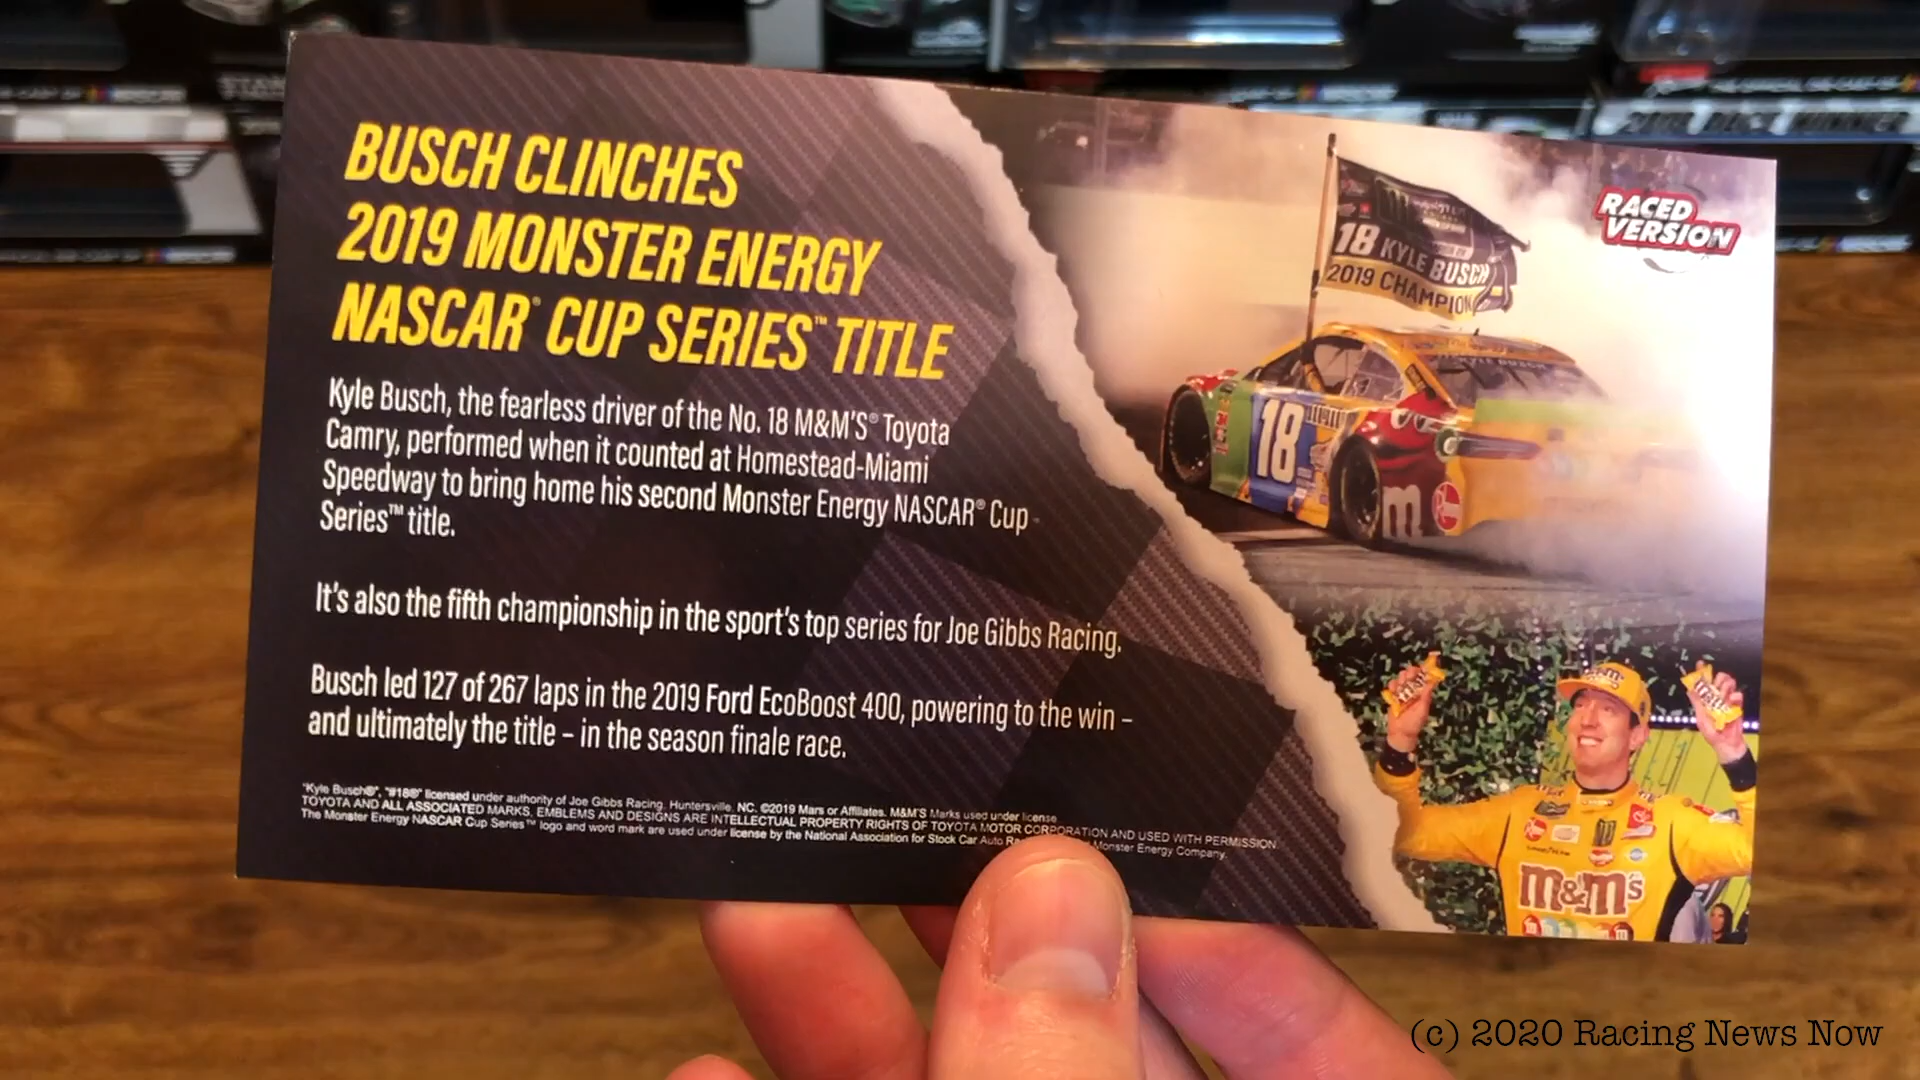 BUSCH CLINCHES
2019 MONSTER ENERGY
NASCAR® CUP SERIES™ TITLE
Kyle Busch, the fearless driver of the No. 18 M&M'S® Toyota
Camry, performed when it counted at Homestead-Miami
Speedway to bring home his second Monster Energy NASCAR® Cup
Series™ title.
It's also the fifth championship in the sport's top series for Joe Gibbs Racing.
Busch led 127 of 267 laps in the 2019 Ford EcoBoost 400, powering to the win –
and ultimately the title – in the season finale race.
"Kyle Busch®", "#18®" licensed under authority of Joe Gibbs Racing, Huntersville, NC. ©2019 Mars or Affiliates. M&M'S Marks used under license
TOYOTA AND ALL ASSOCIATED MARKS, EMBLEMS AND DESIGNS ARE INTELLECTUAL PROPERTY RIGHTS OF TOYOTA MOTOR CORPORATION AND USED WITH PERMISSION
The Monster Energy NASCAR Cup Series™ logo and word mark are used under license by the National Association for Stock Car Auto Monster Energy Company.
RACED
VERSION
18 KYLE BUSCH
2019 CHAMPION
18
m
m&m's
NASCAR
(c) 2020 Racing News Now